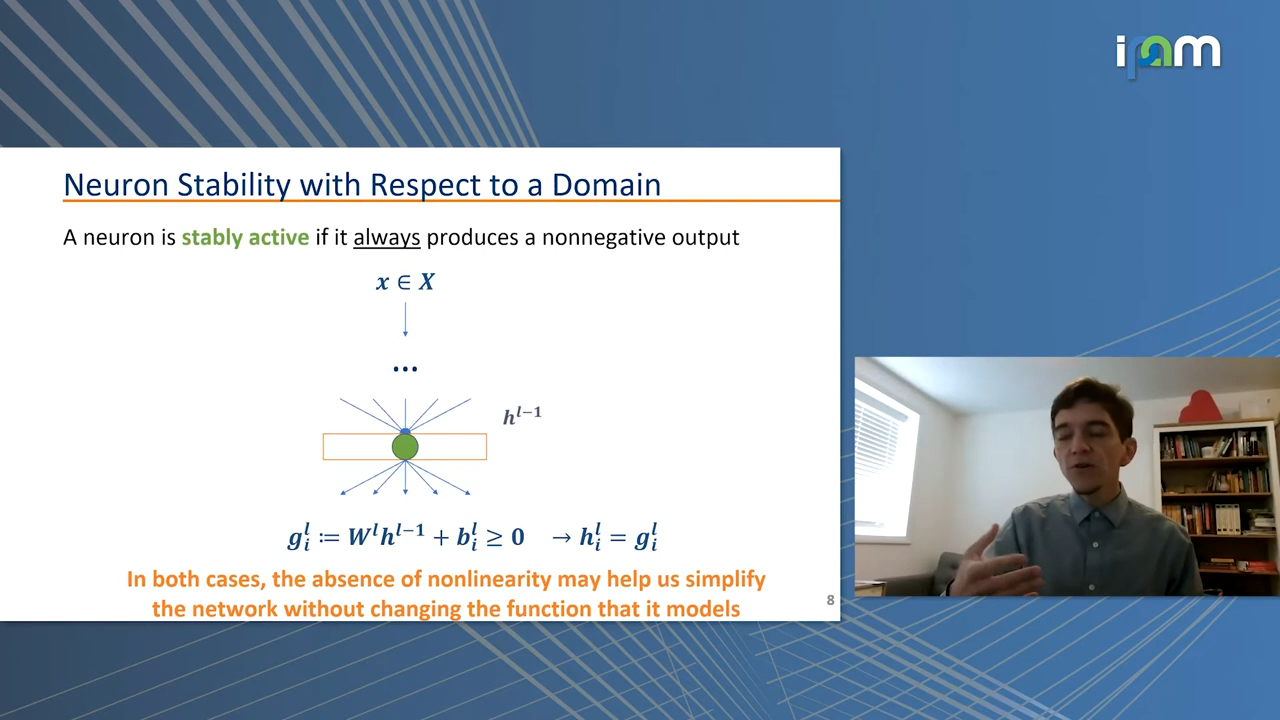 ipam
Neuron Stability with Respect to a Domain
A neuron is stably active if it always produces a nonnegative output
x ∈ X
...
h^{l−1}
g_i^l ≔ W^l h^{l−1} + b_i^l ≥ 0 → h_i^l = g_i^l
In both cases, the absence of nonlinearity may help us simplify
the network without changing the function that it models
8